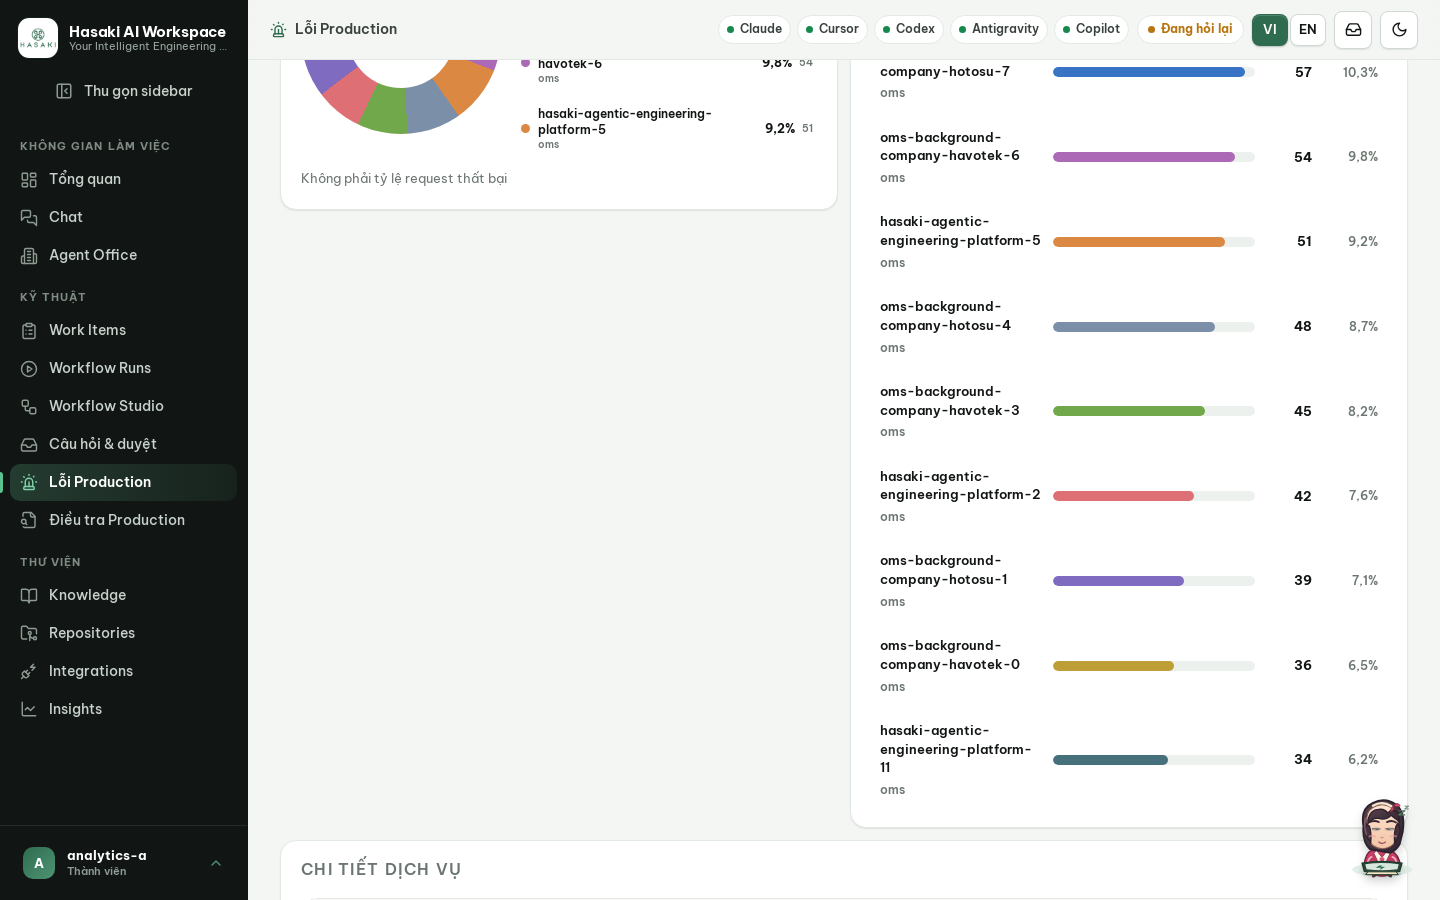 HASAKI
Hasaki AI Workspace
Your Intelligent Engineering ...
Thu gọn sidebar
KHÔNG GIAN LÀM VIỆC
Tổng quan
Chat
Agent Office
KỸ THUẬT
Work Items
Workflow Runs
Workflow Studio
Câu hỏi & duyệt
Lỗi Production
Điều tra Production
THƯ VIỆN
Knowledge
Repositories
Integrations
Insights
A
analytics-a
Thành viên
Lỗi Production
Claude
Cursor
Codex
Antigravity
Copilot
Đang hỏi lại
VI
EN
havotek-6
9,8% 54
oms
hasaki-agentic-engineering-
platform-5
9,2% 51
oms
Không phải tỷ lệ request thất bại
company-hotosu-7
57 10,3%
oms
oms-background-
company-havotek-6
54 9,8%
oms
hasaki-agentic-
engineering-platform-5
51 9,2%
oms
oms-background-
company-hotosu-4
48 8,7%
oms
oms-background-
company-havotek-3
45 8,2%
oms
hasaki-agentic-
engineering-platform-2
42 7,6%
oms
oms-background-
company-hotosu-1
39 7,1%
oms
oms-background-
company-havotek-0
36 6,5%
oms
hasaki-agentic-
engineering-platform-
11
34 6,2%
oms
CHI TIẾT DỊCH VỤ